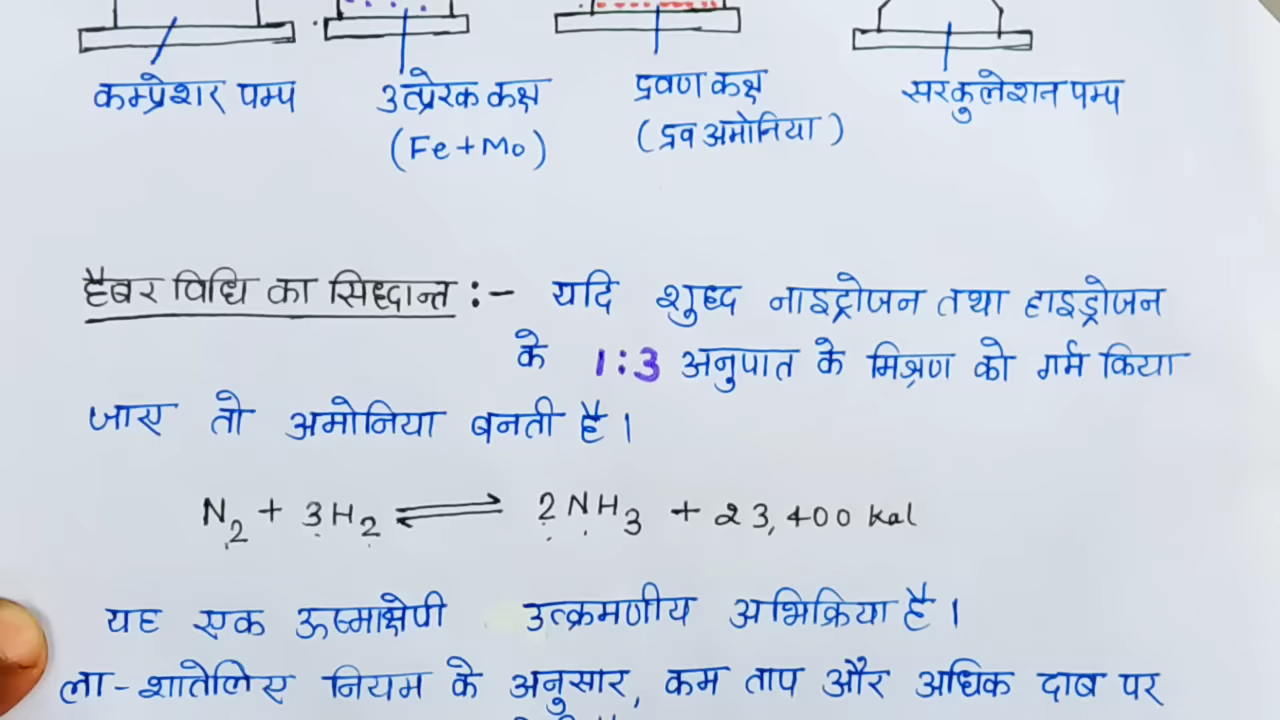 कम्प्रेशर पम्प उत्प्रेरक कक्ष द्रवण कक्ष सरकुलेशन पम्प
(Fe+Mo) (द्रव अमोनिया)
हैबर विधि का सिध्दान्त :- यदि शुध्द नाइट्रोजन तथा हाइड्रोजन
के 1:3 अनुपात के मिश्रण को गर्म किया
जाए तो अमोनिया बनती है।
N₂ + 3H₂ ⇌ 2NH₃ + 23,400 Kal
यह एक ऊष्माक्षेपी उत्क्रमणीय अभिक्रिया है।
ला-शातेलिए नियम के अनुसार, कम ताप और अधिक दाब पर